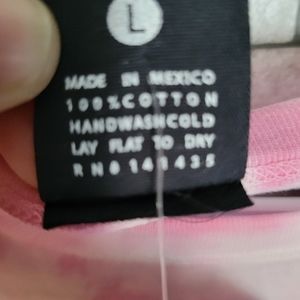 L
MADE IN MEXICO
100%COTTON
HANDWASHCOLD
LAY FLAT TO DRY